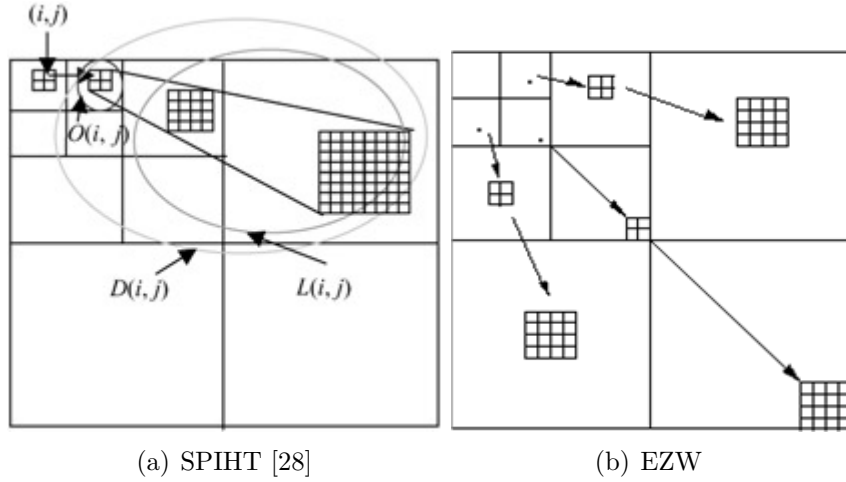 (i,j)
O(i, j)
D(i, j)
L(i, j)
(a) SPIHT [28]
(b) EZW